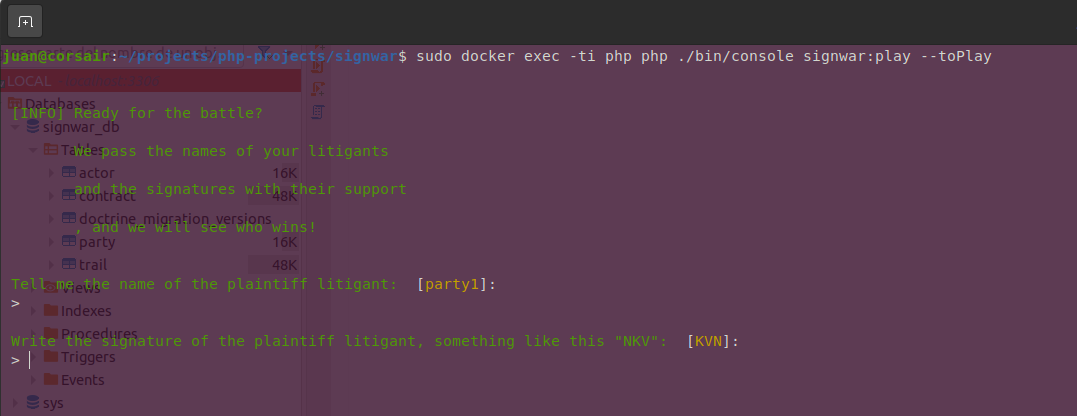 juan@corsair:~/projects/php-projects/signwar$ sudo docker exec -ti php php ./bin/console signwar:play --toPlay
LOCAL
Databases
[INFO] Ready for the battle?
signwar_db
Tables
We pass the names of your litigants
actor 16K
and the signatures with their support
contract 48K
doctrine_migration_versions
, and we will see who wins!
party 16K
trail 48K
Tell me the name of the plaintiff litigant: [party1]:
Views
>
Indexes
Procedures
Write the signature of the plaintiff litigant, something like this "NKV": [KVN]:
Triggers
>
Events
sys